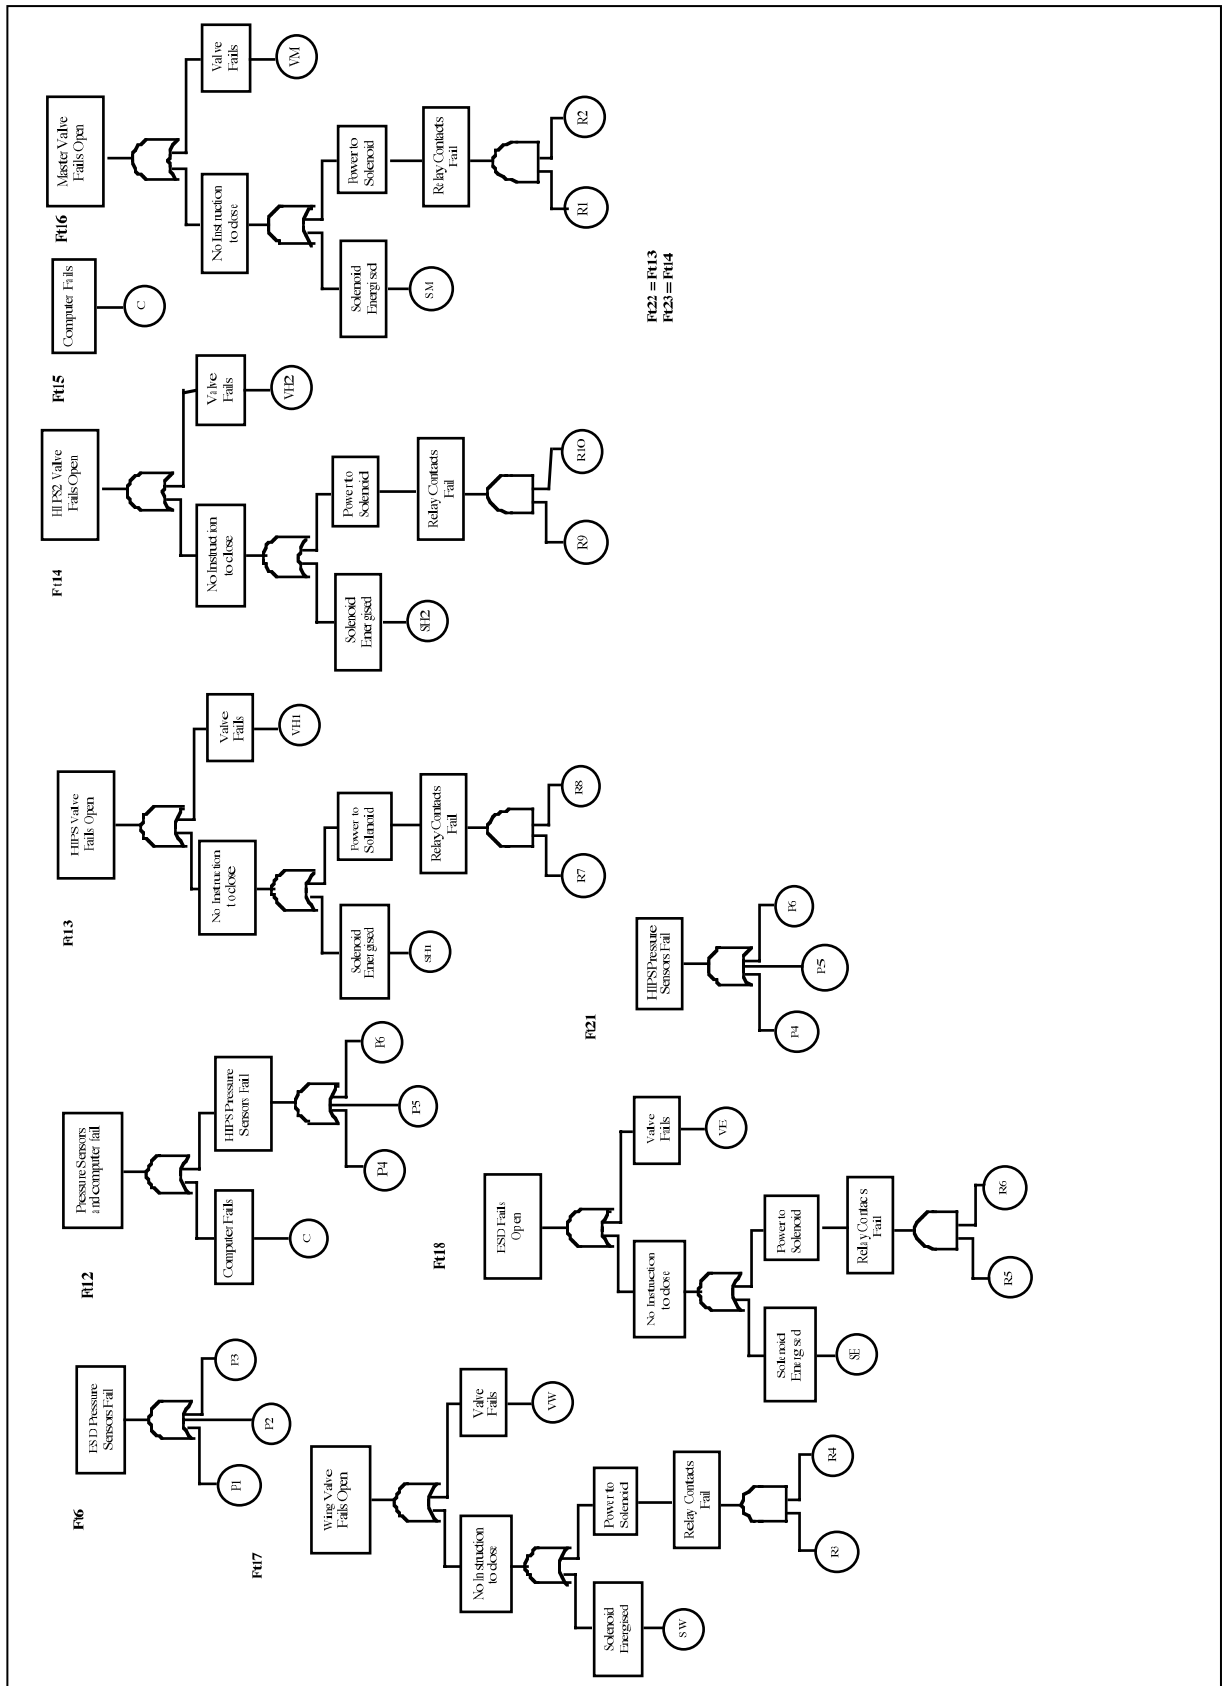 Ft6
ESD Pressure
Sensors Fail
P1
P2
P3
Ft12
Pressure Sensors
and computer fail
Computer Fails
C
HIPS Pressure
Sensors Fail
P4
P5
P6
Ft13
HIPS Valve
Fails Open
No Instruction
to close
Valve
Fails
VH1
Solenoid
Energised
SH1
Power to
Solenoid
Relay Contacts
Fail
R7
R8
Ft14
HIPS2 Valve
Fails Open
No Instruction
to close
Valve
Fails
VH2
Solenoid
Energised
SH2
Power to
Solenoid
Relay Contacts
Fail
R9
R10
Ft15
Computer Fails
C
Ft16
Master Valve
Fails Open
No Instruction
to close
Valve
Fails
VM
Solenoid
Energised
SM
Power to
Solenoid
Relay Contacts
Fail
R1
R2
Ft17
Wing Valve
Fails Open
No Instruction
to close
Valve
Fails
VW
Solenoid
Energised
SW
Power to
Solenoid
Relay Contacts
Fail
R3
R4
Ft18
ESD Fails
Open
No Instruction
to close
Valve
Fails
VE
Solenoid
Energised
SE
Power to
Solenoid
Relay Contacts
Fail
R5
R6
Ft21
HIPS Pressure
Sensors Fail
P4
P5
P6
Ft22 = Ft13
Ft23 = Ft14